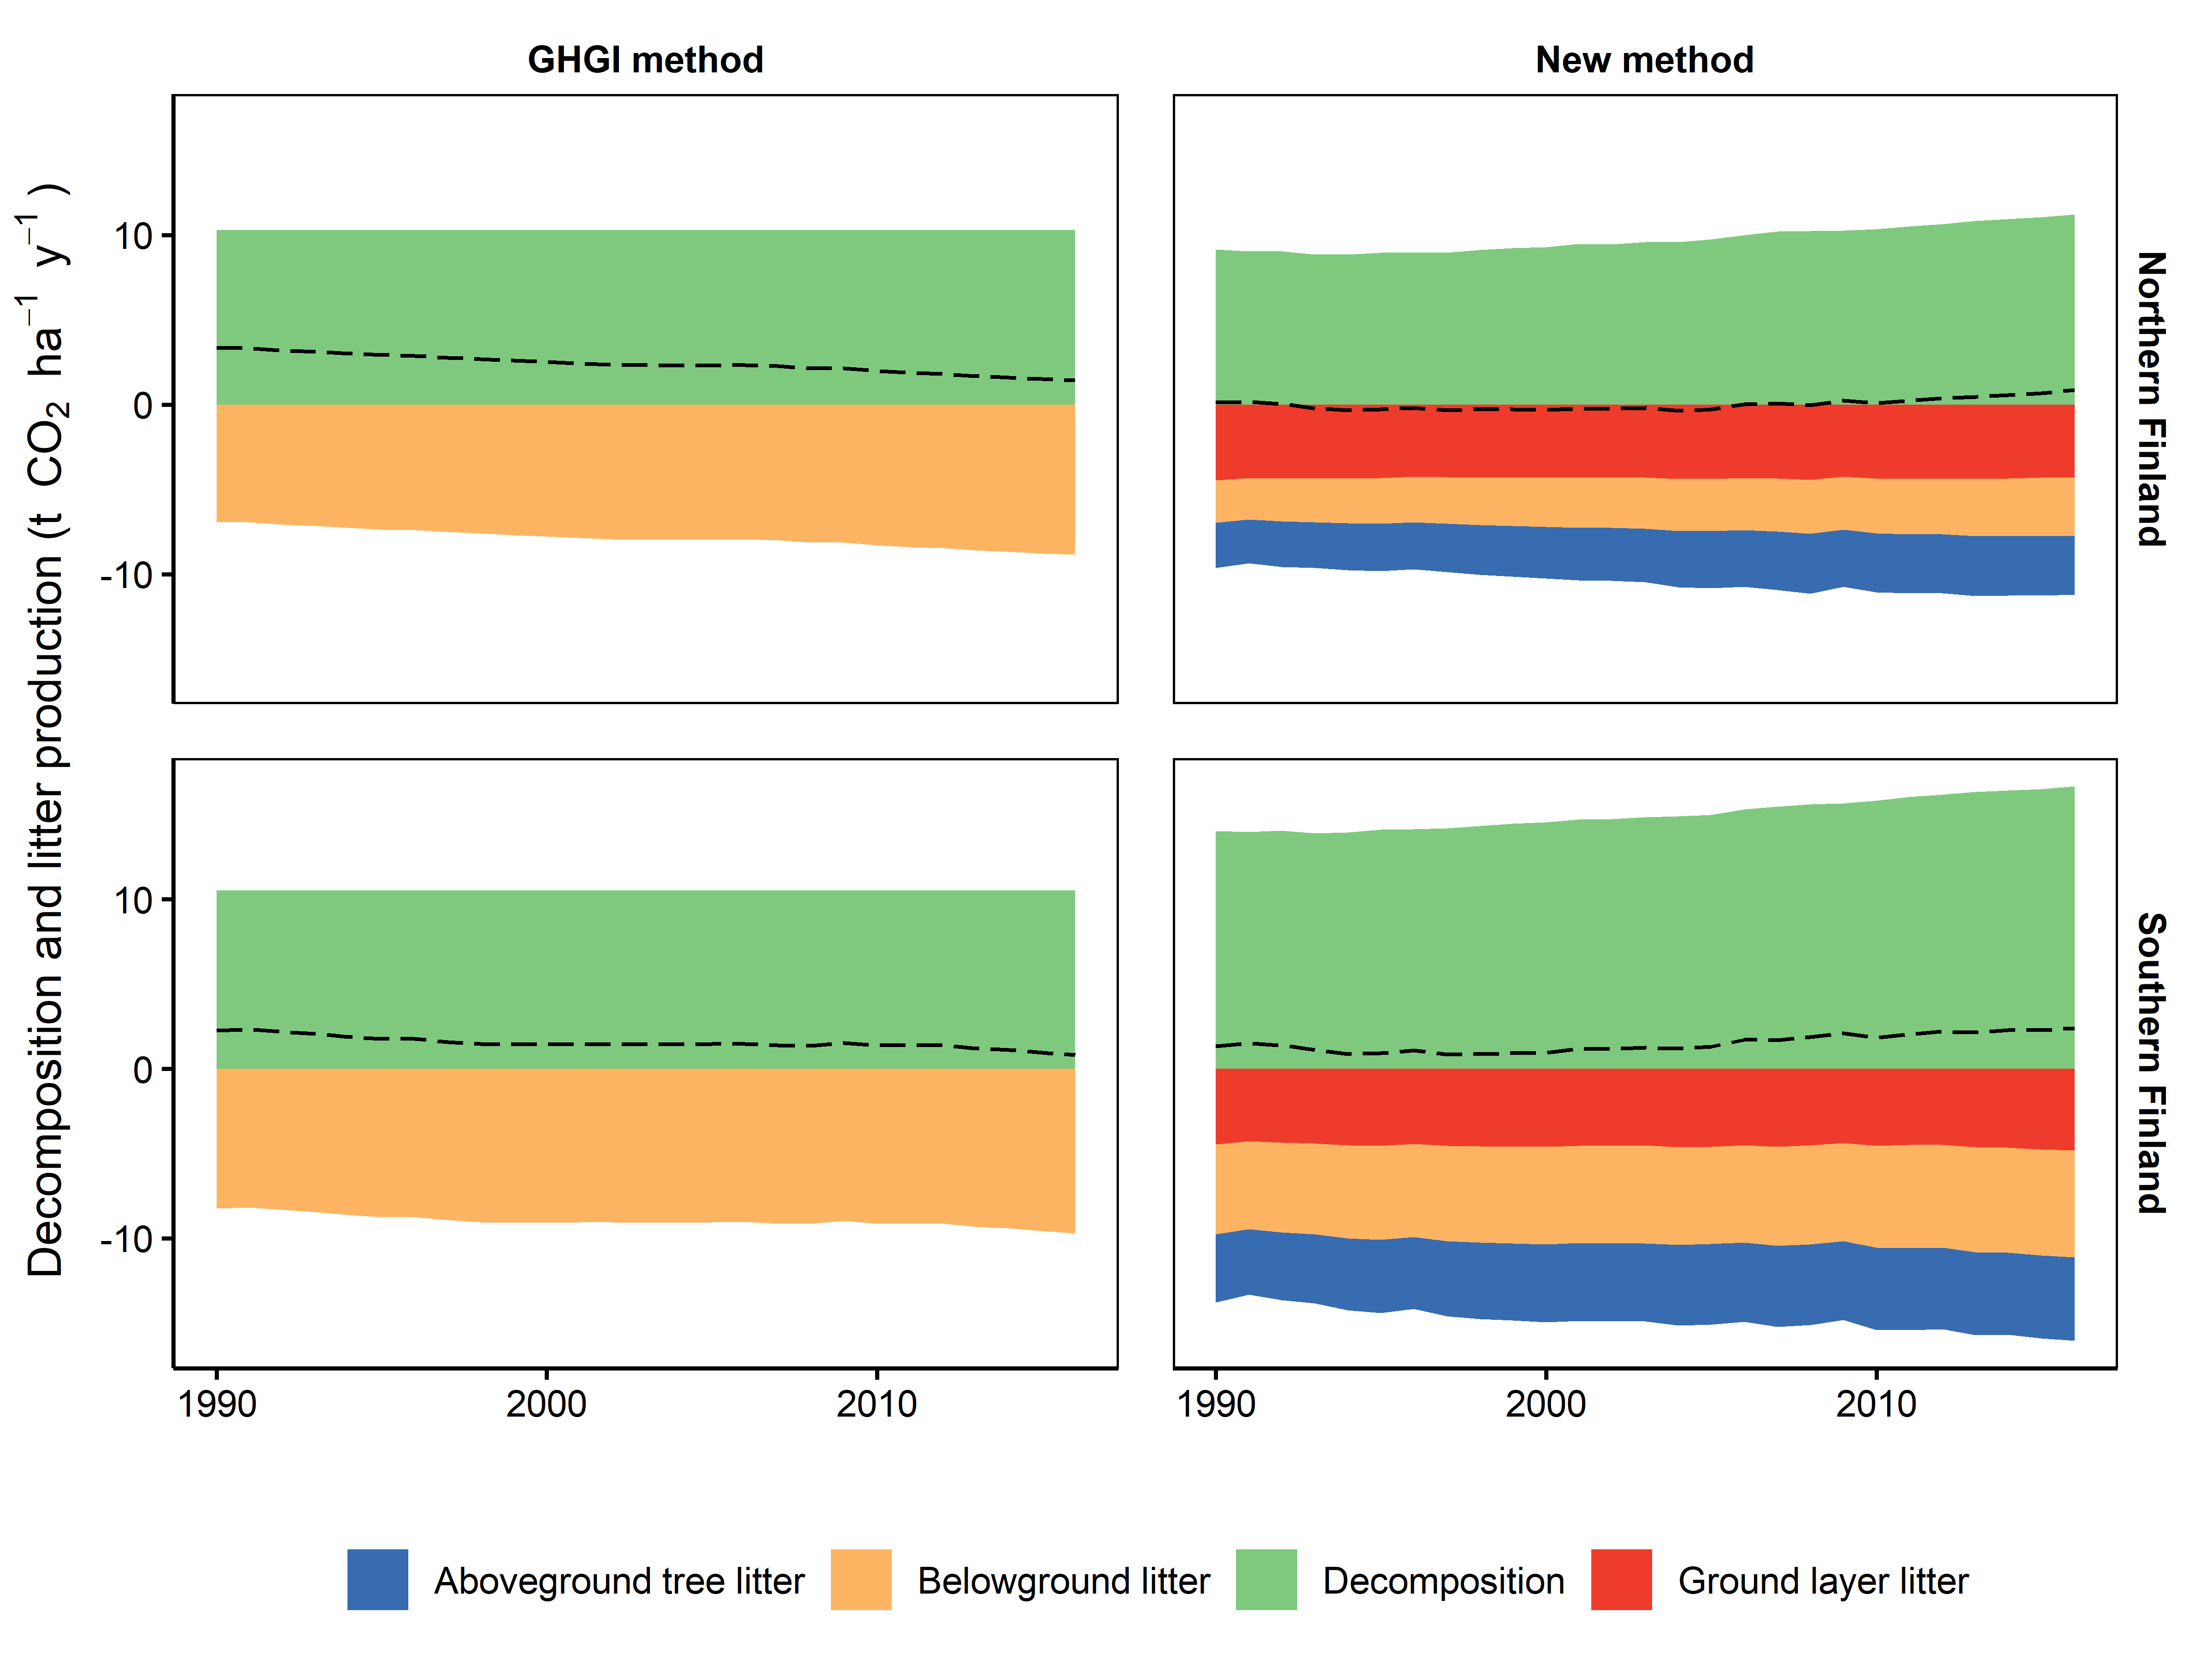 GHGI method
New method
Decomposition and litter production (t CO₂ ha⁻¹ y⁻¹)
10
0
-10
Northern Finland
10
0
-10
Southern Finland
1990 2000 2010
1990 2000 2010
Aboveground tree litter Belowground litter Decomposition Ground layer litter